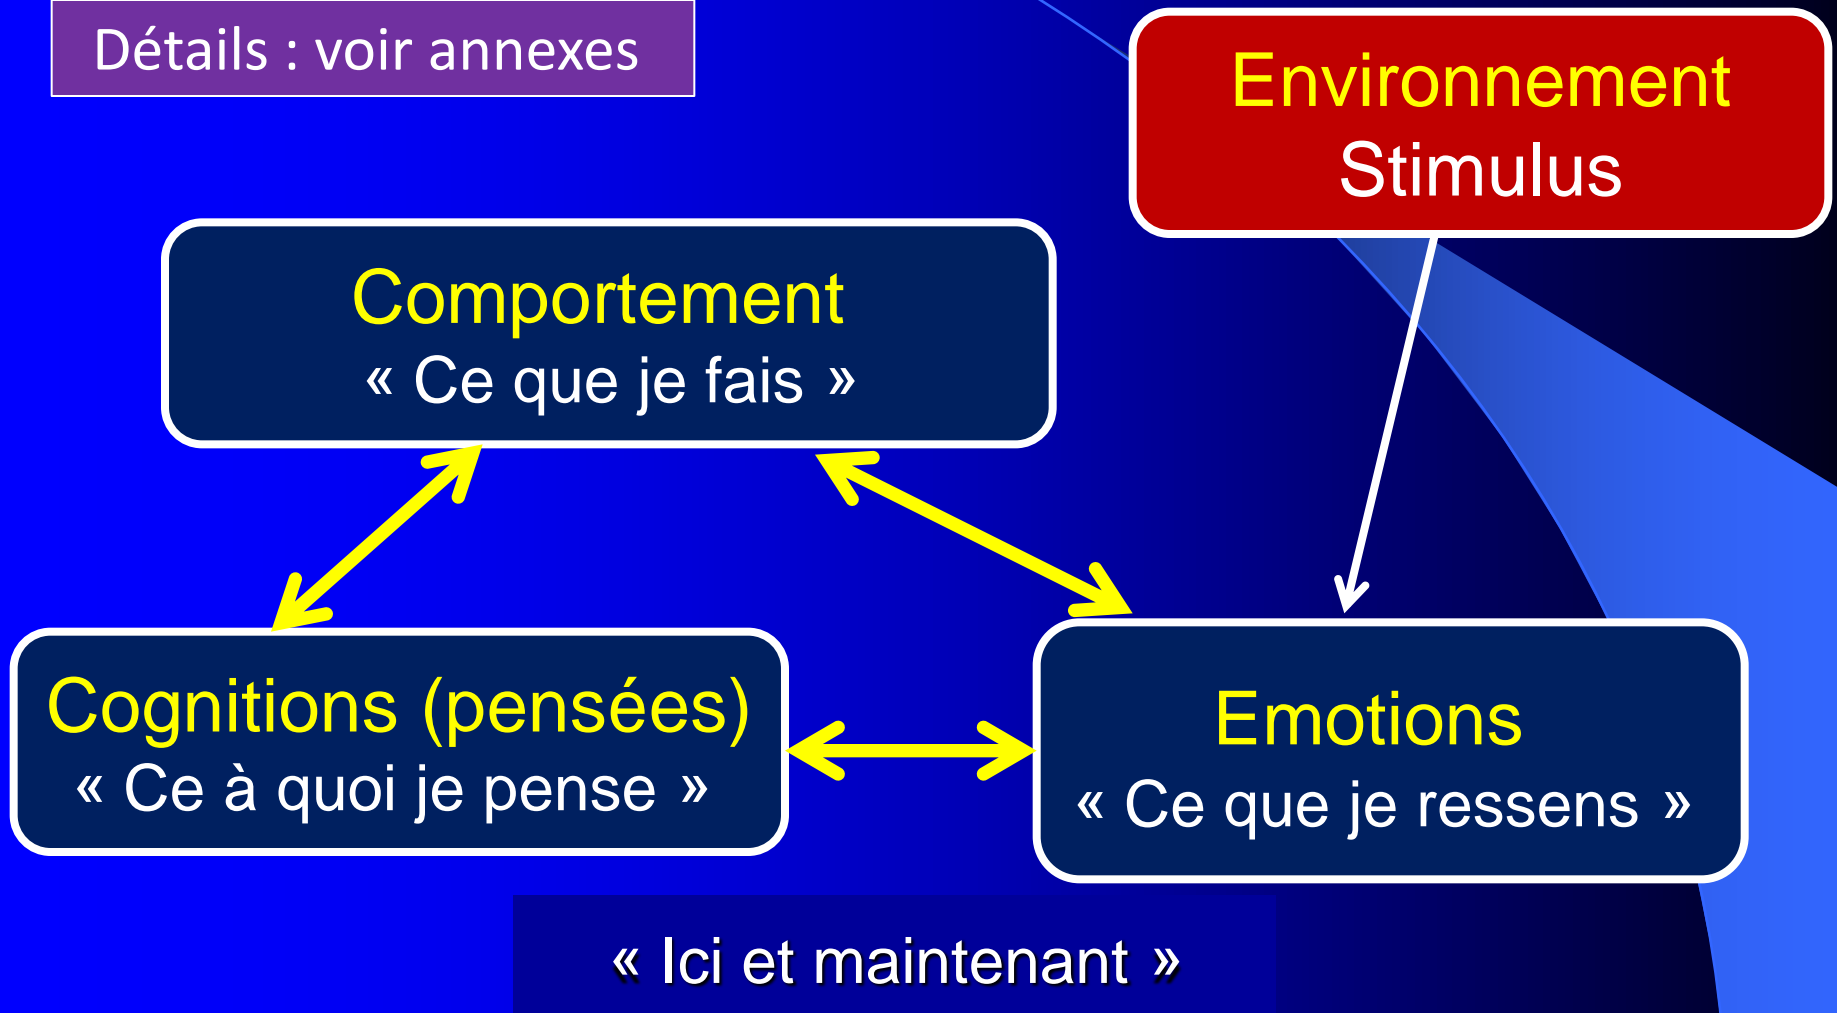 Détails : voir annexes
Environnement
Stimulus
Comportement
« Ce que je fais »
Cognitions (pensées)
« Ce à quoi je pense »
Emotions
« Ce que je ressens »
« Ici et maintenant »